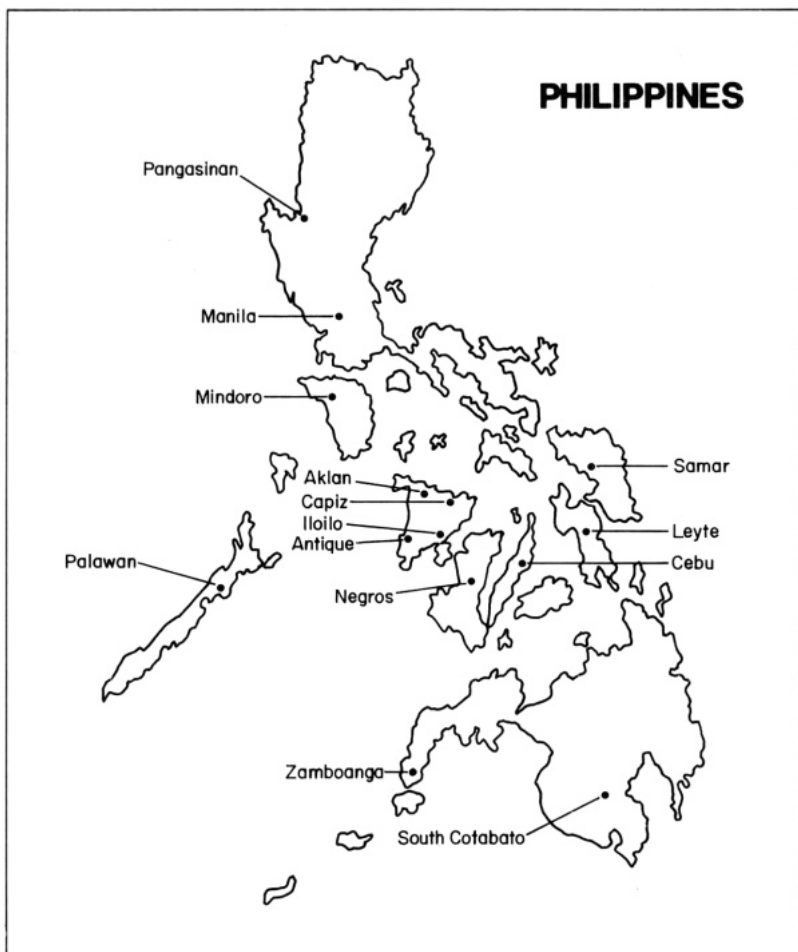 PHILIPPINES
Pangasinan
Manila
Mindoro
Samar
Aklan
Capiz
Iloilo
Antique
Leyte
Cebu
Palawan
Negros
Zamboanga
South Cotabato